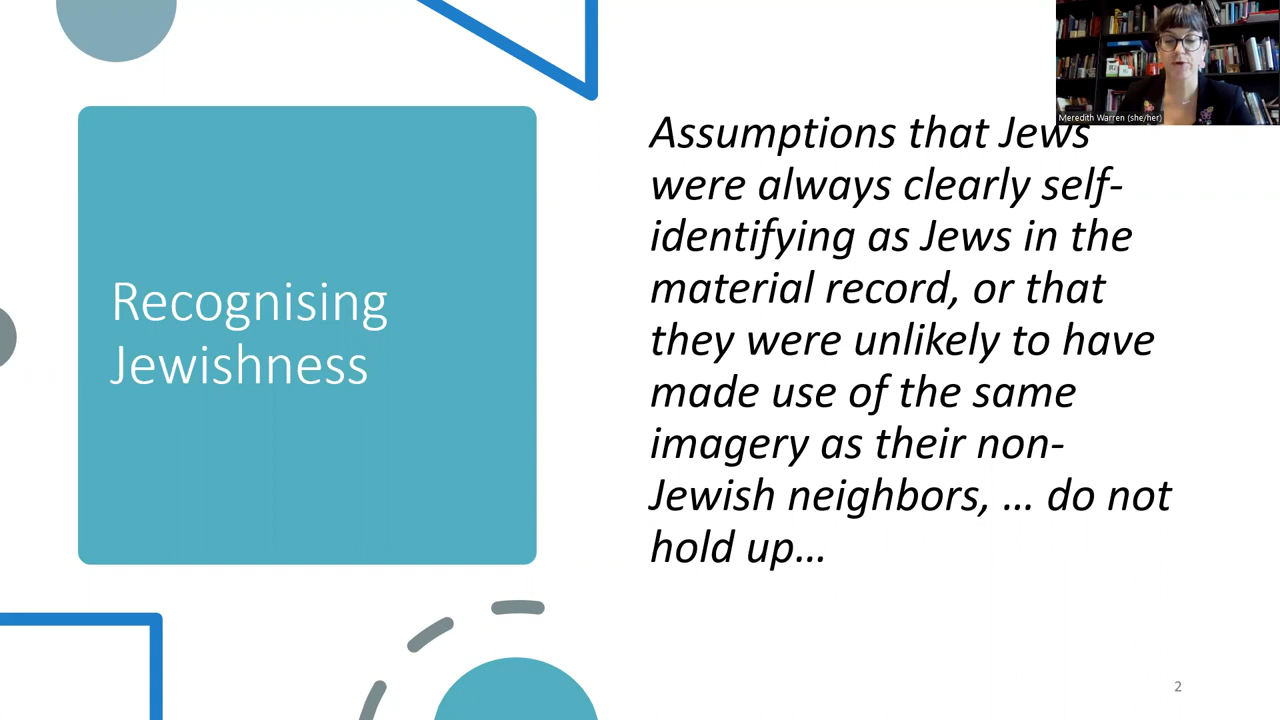 Meredith Warren (she/her)
Recognising
Jewishness
Assumptions that Jews
were always clearly self-
identifying as Jews in the
material record, or that
they were unlikely to have
made use of the same
imagery as their non-
Jewish neighbors, … do not
hold up…
2